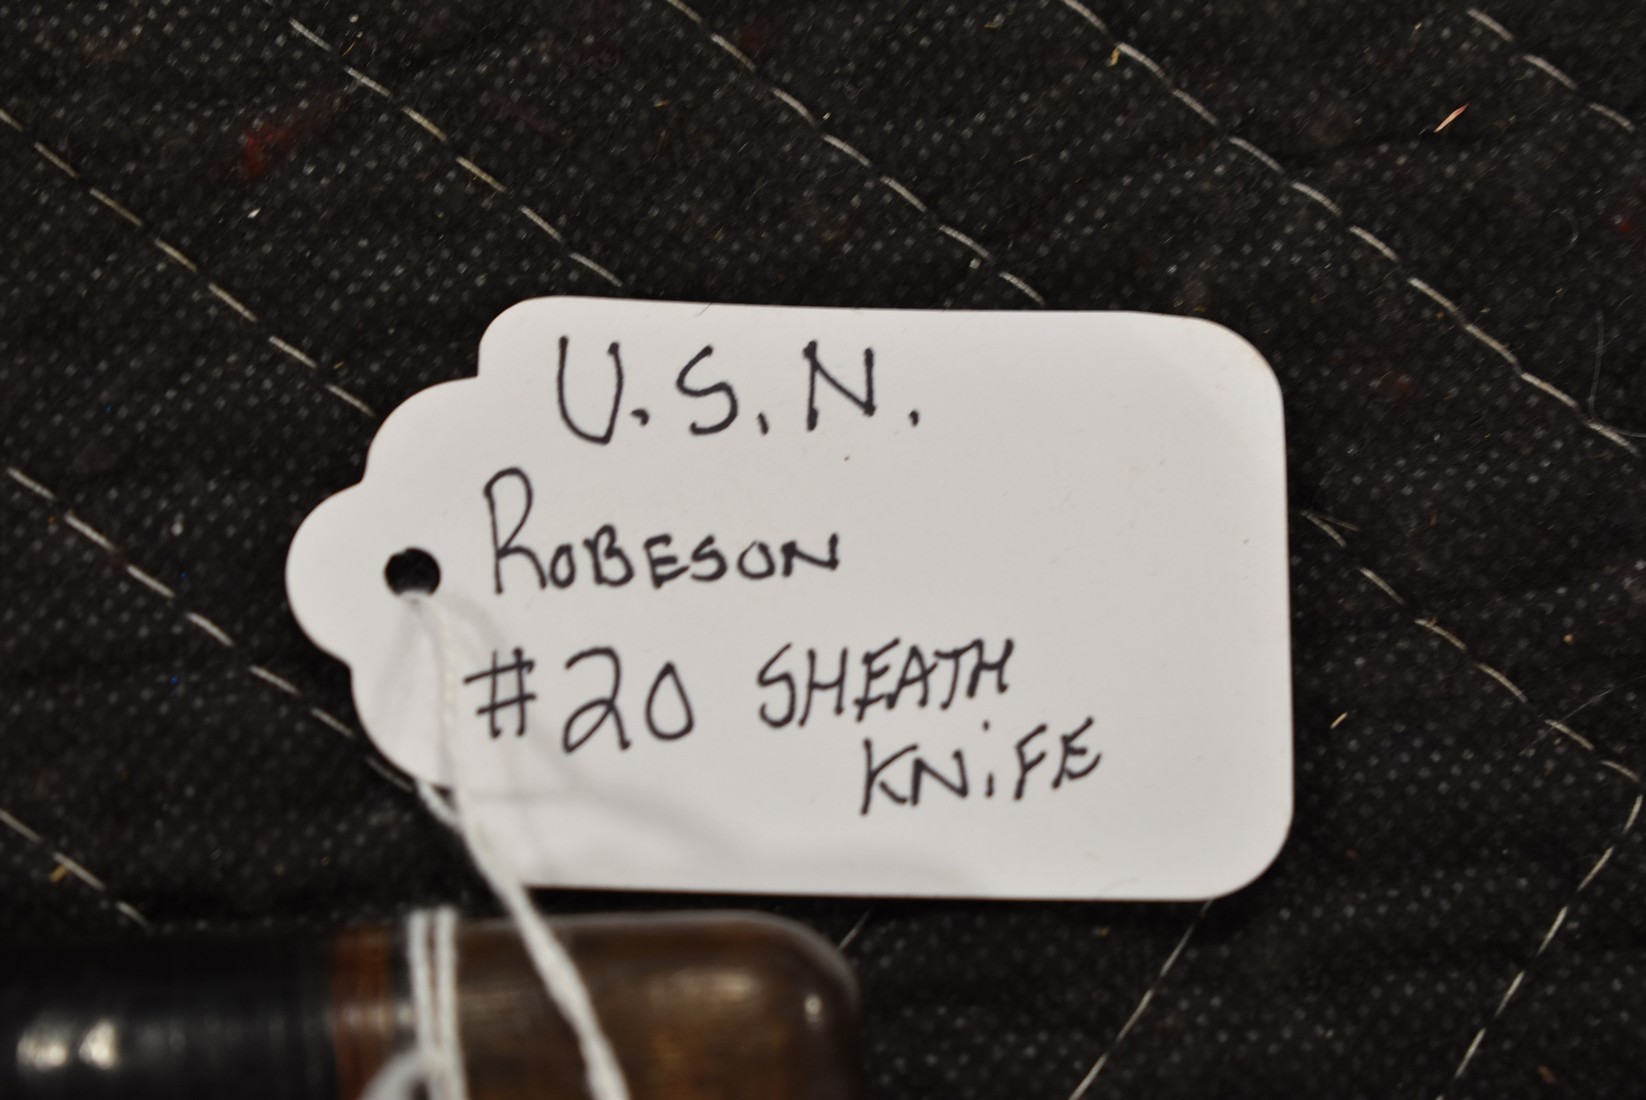 U.S.N.
ROBESON
#20 SHEATH
KNiFE